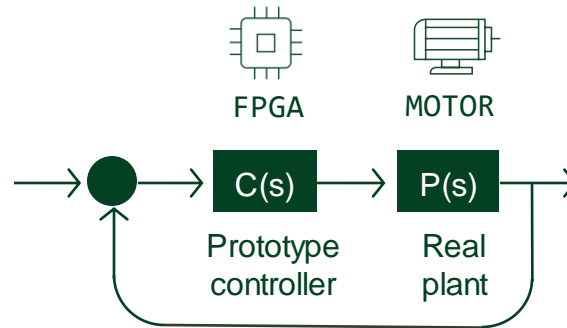 FPGA
MOTOR
C(s)
P(s)
Prototype
controller
Real
plant